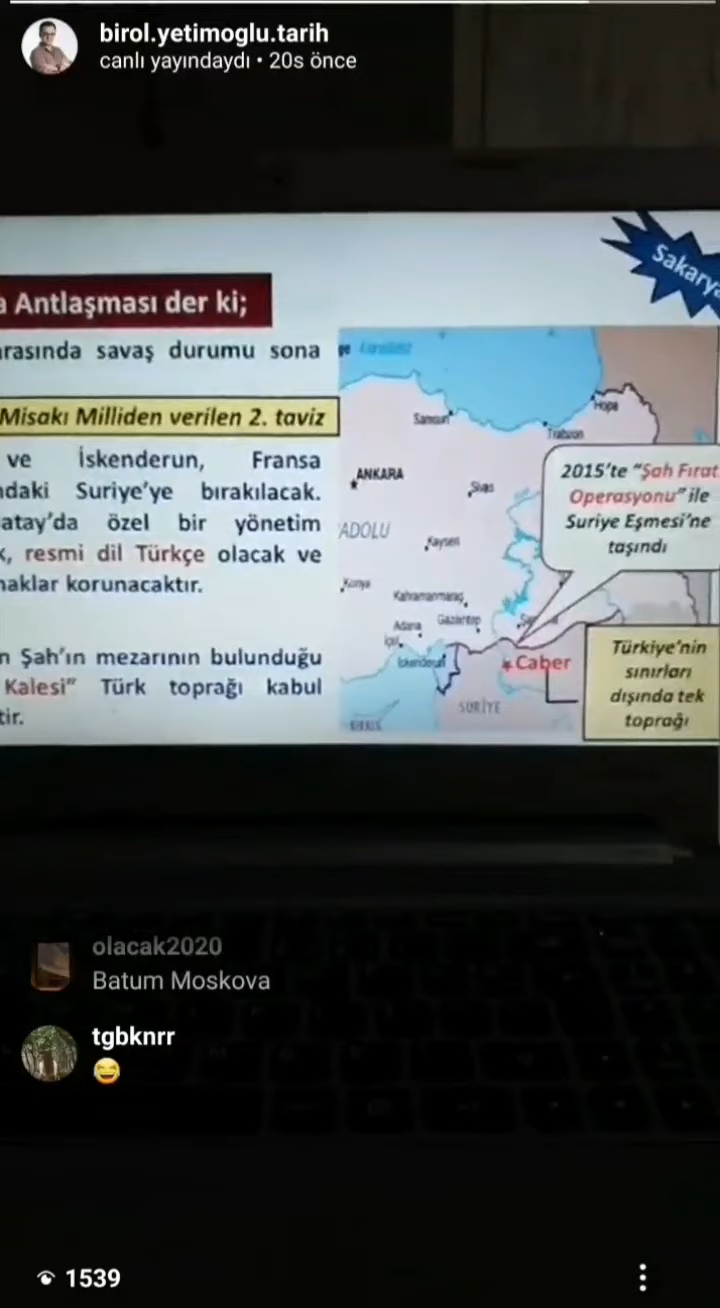 birol.yetimoglu.tarih
canlı yayındaydı • 20s önce
Sakarya
a Antlaşması der ki;
arasında savaş durumu sona
Misakı Milliden verilen 2. taviz
ve İskenderun, Fransa
ndaki Suriye’ye bırakılacak.
atay’da özel bir yönetim
k, resmi dil Türkçe olacak ve
naklar korunacaktır.
n Şah’ın mezarının bulunduğu
Kalesi” Türk toprağı kabul
tir.
Samsun
Hopa
Trabzon
ANKARA
Sivas
ADOLU
Kayseri
Konya
Kahramanmaraş
Adana
Gaziantep
İskenderun
Caber
SURİYE
KIBRIS
2015’te “Şah Fırat
Operasyonu” ile
Suriye Eşmesi’ne
taşındı
Türkiye’nin
sınırları
dışında tek
toprağı
olacak2020
Batum Moskova
tgbknrr
1539